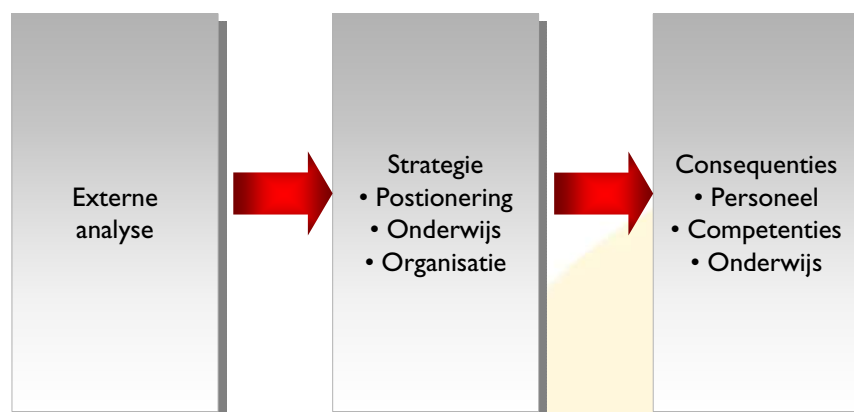 Externe
analyse
Strategie
• Postionering
• Onderwijs
• Organisatie
Consequenties
• Personeel
• Competenties
• Onderwijs